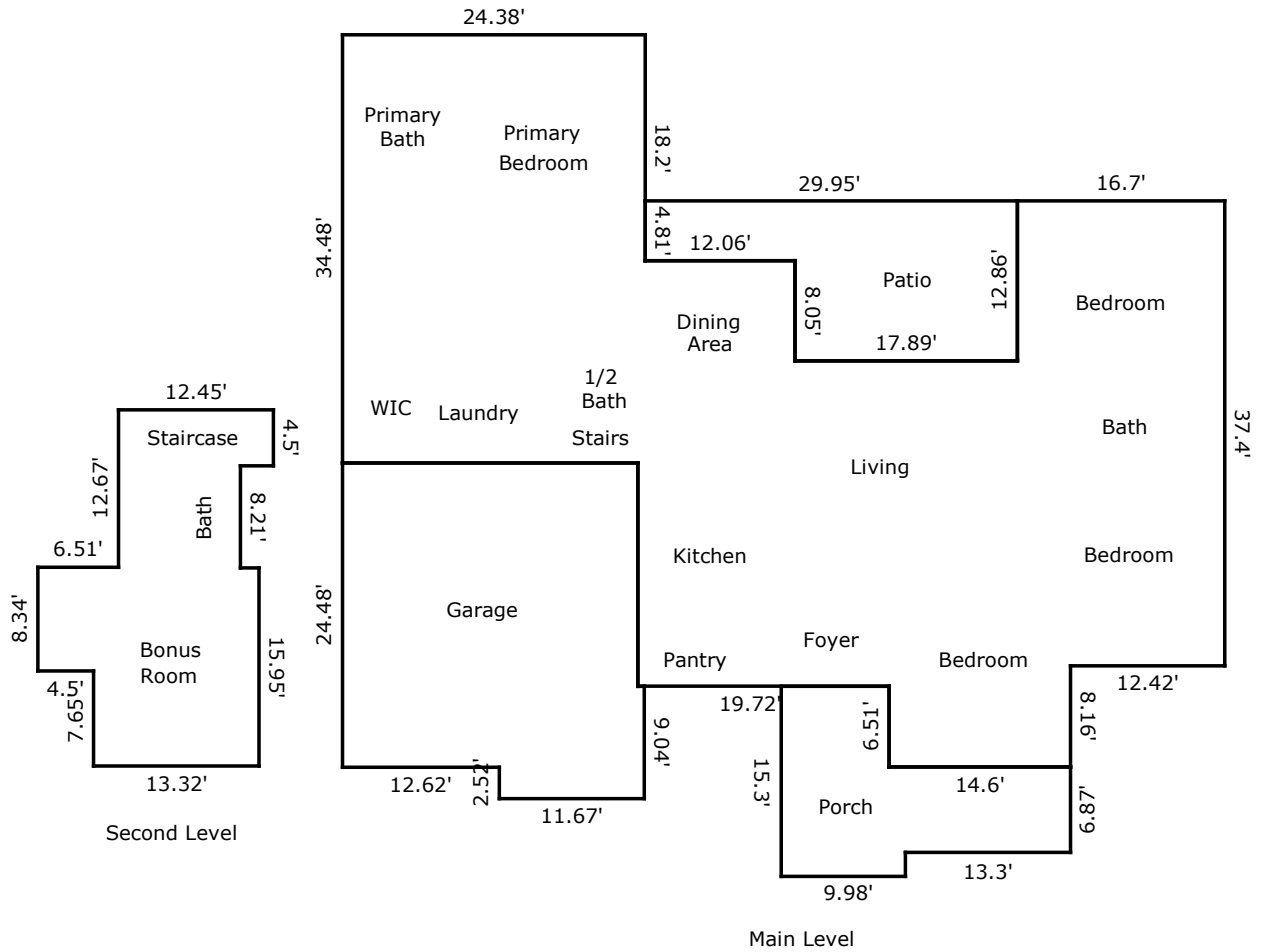 24.38'
Primary
Bath
Primary
Bedroom
18.2'
29.95'
16.7'
34.48'
4.81'
12.06'
Patio
12.86'
Bedroom
8.05'
Dining
Area
17.89'
1/2
Bath
WIC
Laundry
Stairs
12.45'
Staircase
4.5'
Bath
37.4'
Living
12.67'
Bath
8.21'
6.51'
Kitchen
Bedroom
8.34'
24.48'
Garage
Bonus
Room
15.95'
Foyer
Pantry
Bedroom
4.5'
7.65'
19.72'
12.42'
9.04'
6.51'
8.16'
13.32'
12.62'
2.52'
15.3'
14.6'
11.67'
Porch
6.87'
Second Level
9.98'
13.3'
Main Level